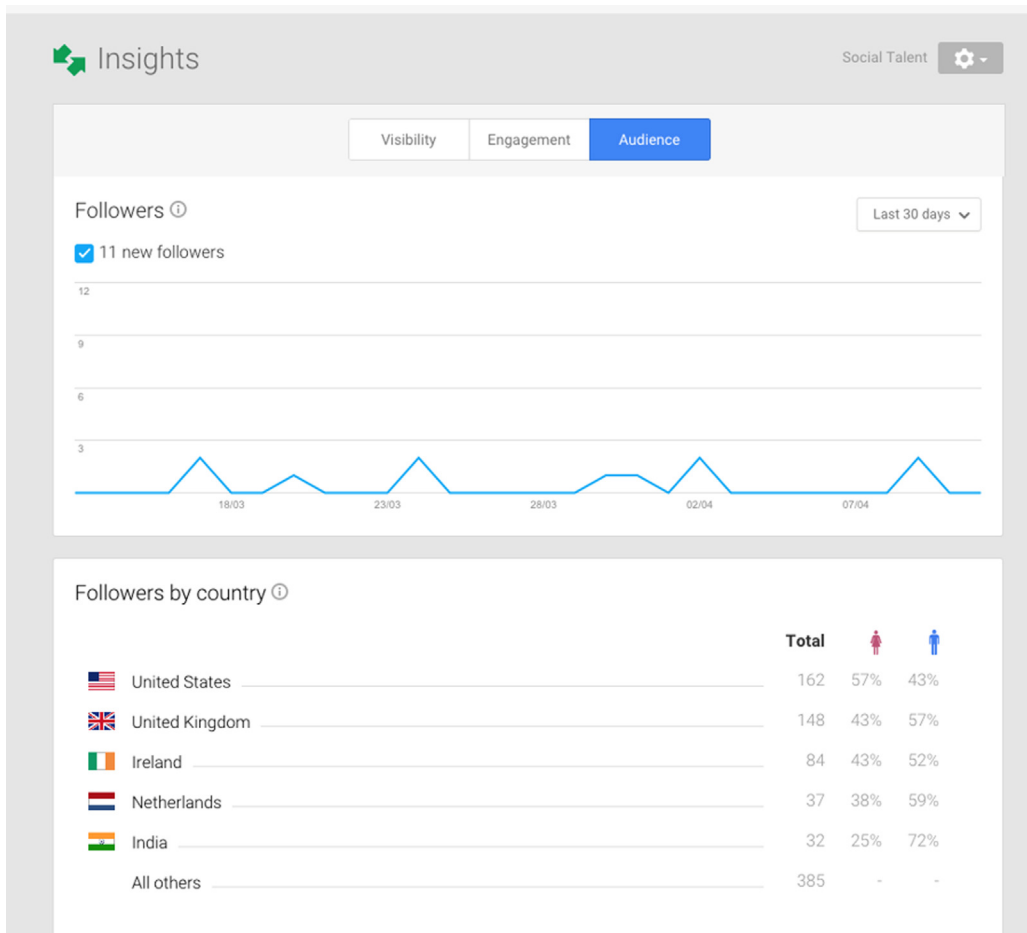 Insights
Social Talent
Visibility Engagement Audience
Followers
Last 30 days
11 new followers
12
9
6
3
18/03 23/03 28/03 02/04 07/04
Followers by country
Total
United States 162 57% 43%
United Kingdom 148 43% 57%
Ireland 84 43% 52%
Netherlands 37 38% 59%
India 32 25% 72%
All others 385 - -